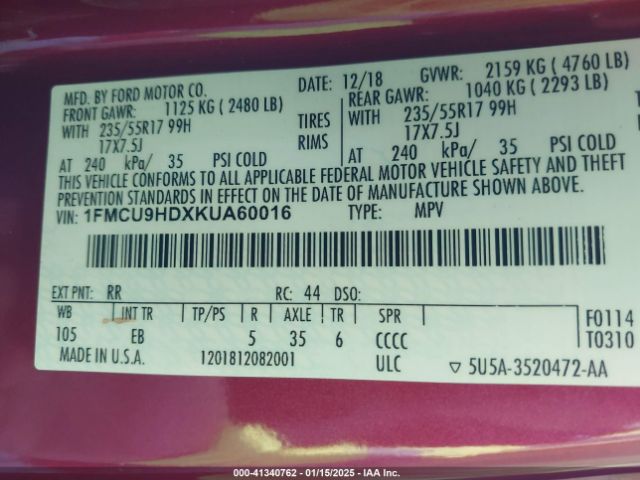 MFD. BY FORD MOTOR CO.
DATE: 12/18 GVWR: 2159 KG ( 4760 LB)
FRONT GAWR: 1125 KG ( 2480 LB) REAR GAWR: 1040 KG ( 2293 LB)
WITH 235/55R17 99H TIRES WITH 235/55R17 99H
17X7.5J RIMS 17X7.5J
AT 240 kPa/ 35 PSI COLD AT 240 kPa/ 35 PSI COLD
THIS VEHICLE CONFORMS TO ALL APPLICABLE FEDERAL MOTOR VEHICLE SAFETY AND THEFT
PREVENTION STANDARDS IN EFFECT ON THE DATE OF MANUFACTURE SHOWN ABOVE.
VIN: 1FMCU9HDXKUA60016 TYPE: MPV
EXT PNT: RR RC: 44 DSO:
WB INT TR TP/PS R AXLE TR SPR F0114
105 EB 5 35 6 CCCC T0310
MADE IN U.S.A. 1201812082001 ULC ▽ 5U5A-3520472-AA
000-41340762 - 01/15/2025 - IAA Inc.